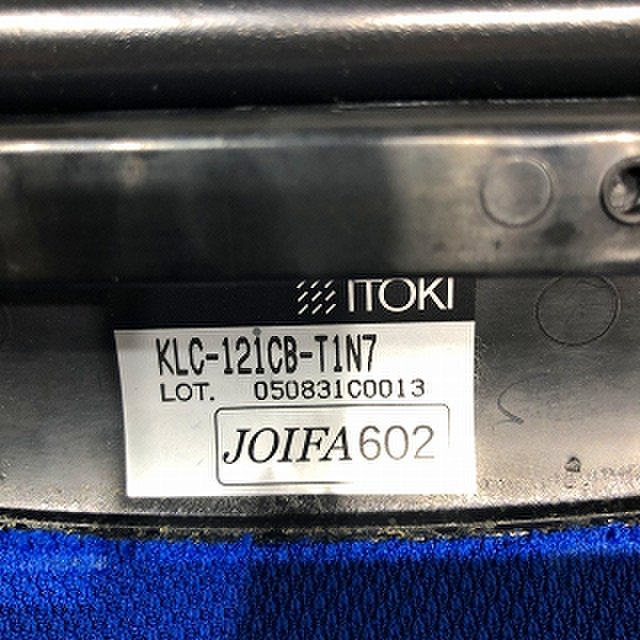 ITOKI
KLC-121CB-T1N7
LOT. 050831C0013
JOIFA602